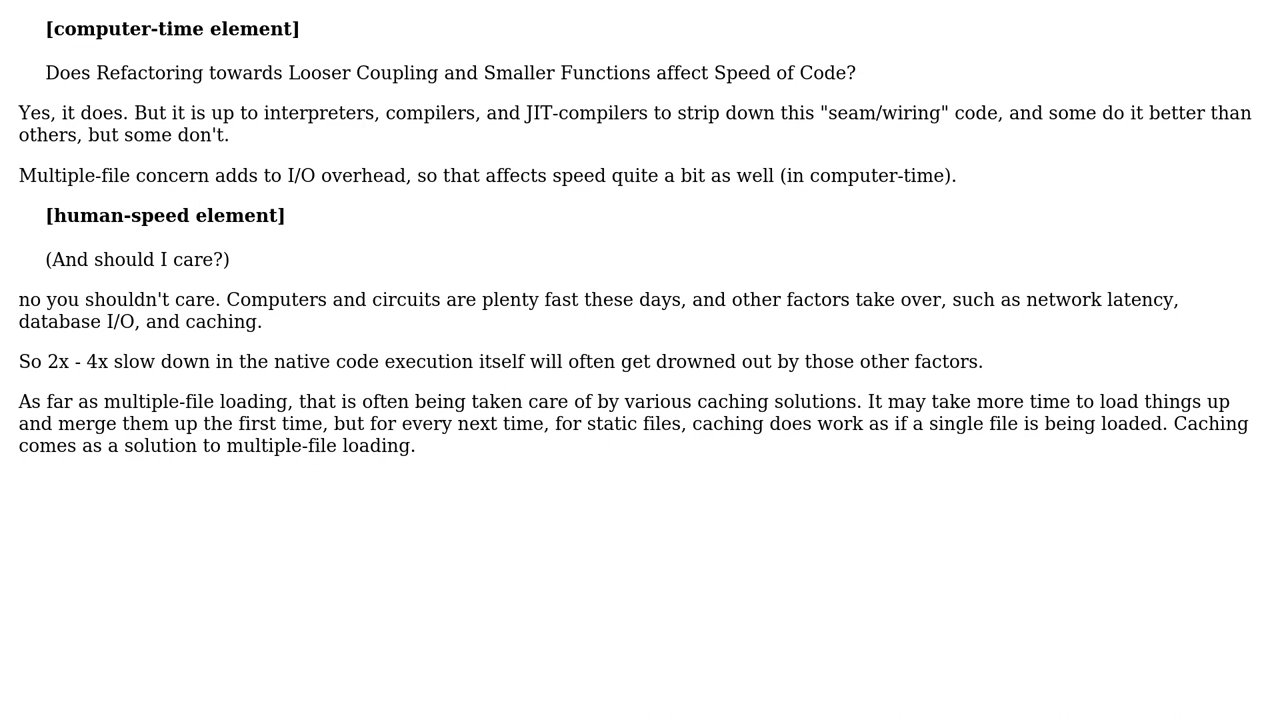 [computer-time element]
Does Refactoring towards Looser Coupling and Smaller Functions affect Speed of Code?
Yes, it does. But it is up to interpreters, compilers, and JIT-compilers to strip down this "seam/wiring" code, and some do it better than
others, but some don't.
Multiple-file concern adds to I/O overhead, so that affects speed quite a bit as well (in computer-time).
[human-speed element]
(And should I care?)
no you shouldn't care. Computers and circuits are plenty fast these days, and other factors take over, such as network latency,
database I/O, and caching.
So 2x - 4x slow down in the native code execution itself will often get drowned out by those other factors.
As far as multiple-file loading, that is often being taken care of by various caching solutions. It may take more time to load things up
and merge them up the first time, but for every next time, for static files, caching does work as if a single file is being loaded. Caching
comes as a solution to multiple-file loading.